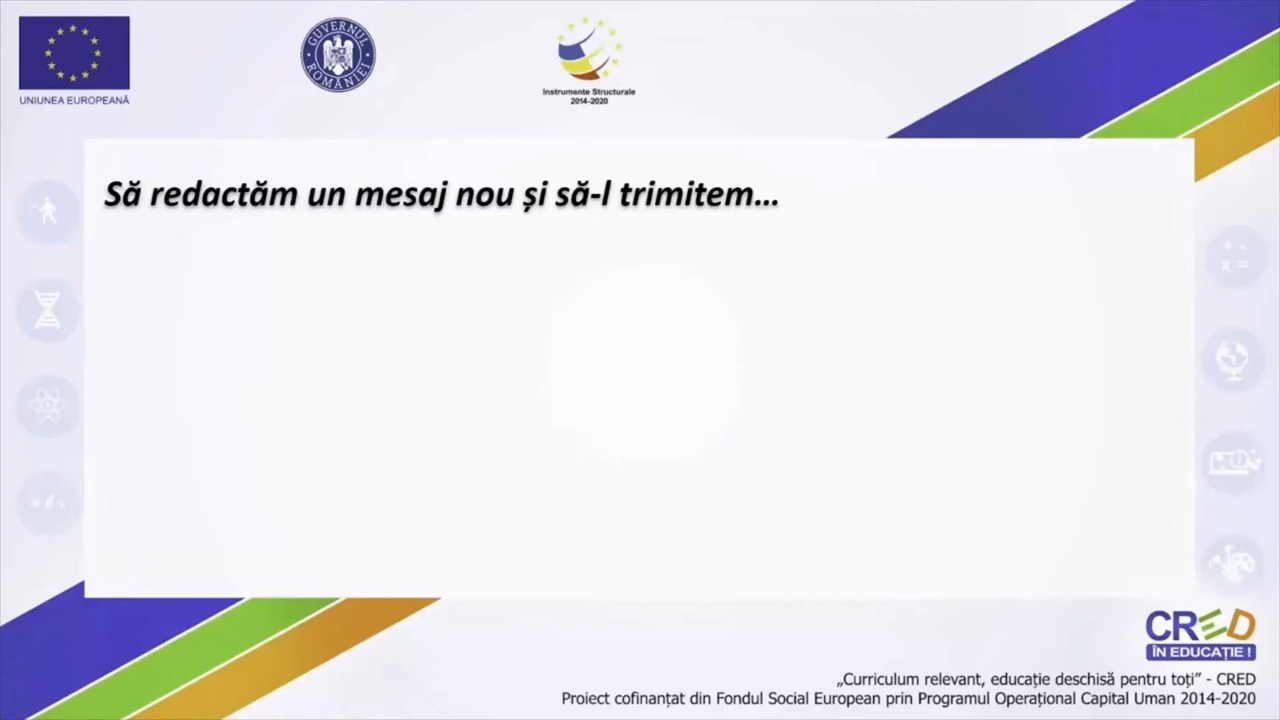 UNIUNEA EUROPEANĂ
GUVERNUL ROMÂNIEI
Instrumente Structurale
2014-2020
Să redactăm un mesaj nou și să-l trimitem...
CRED
ÎN EDUCAȚIE !
„Curriculum relevant, educație deschisă pentru toți” - CRED
Proiect cofinanțat din Fondul Social European prin Programul Operațional Capital Uman 2014-2020